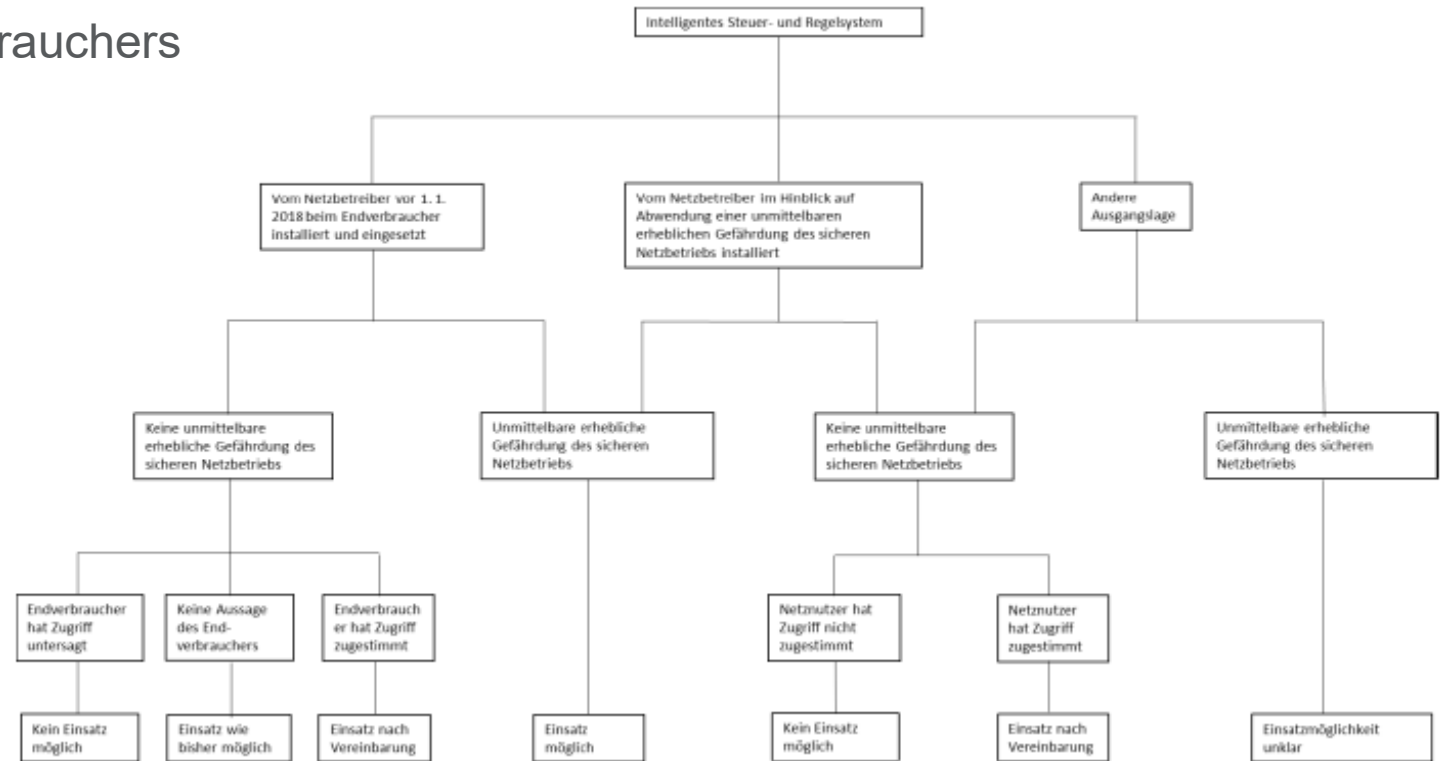 rauchers
Intelligentes Steuer- und Regelsystem
Vom Netzbetreiber vor 1. 1.
2018 beim Endverbraucher
installiert und eingesetzt
Vom Netzbetreiber im Hinblick auf
Abwendung einer unmittelbaren
erheblichen Gefährdung des sicheren
Netzbetriebs installiert
Andere
Ausgangslage
Keine unmittelbare
erhebliche Gefährdung des
sicheren Netzbetriebs
Unmittelbare erhebliche
Gefährdung des sicheren
Netzbetriebs
Keine unmittelbare
erhebliche Gefährdung des
sicheren Netzbetriebs
Unmittelbare erhebliche
Gefährdung des sicheren
Netzbetriebs
Endverbraucher
hat Zugriff
untersagt
Keine Aussage
des End-
verbrauchers
Endverbrauch
er hat Zugriff
zugestimmt
Netznutzer hat
Zugriff nicht
zugestimmt
Netznutzer
hat Zugriff
zugestimmt
Kein Einsatz
möglich
Einsatz wie
bisher möglich
Einsatz nach
Vereinbarung
Einsatz
möglich
Kein Einsatz
möglich
Einsatz nach
Vereinbarung
Einsatzmöglichkeit
unklar